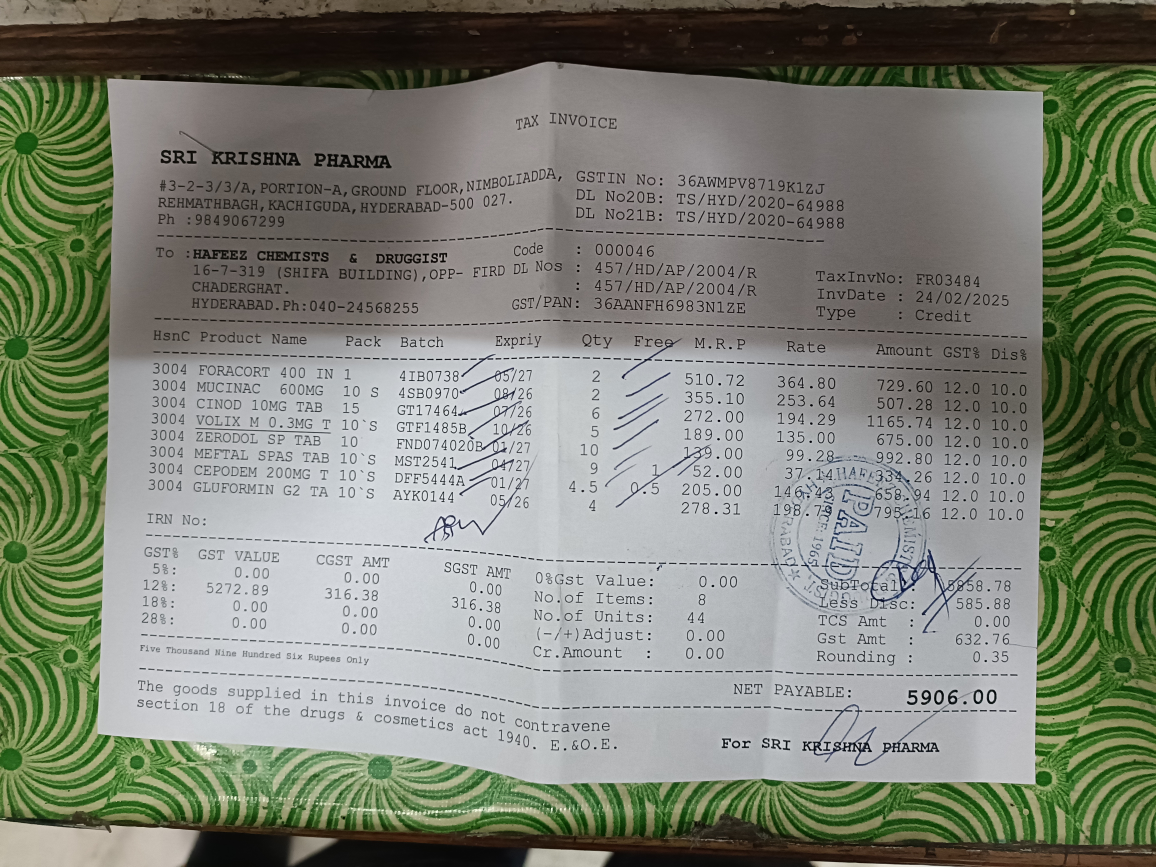 TAX INVOICE
SRI KRISHNA PHARMA
#3-2-3/3/A,PORTION-A,GROUND FLOOR,NIMBOLIADDA, GSTIN No: 36AWMPV8719K1ZJ
REHMATHBAGH,KACHIGUDA,HYDERABAD-500 027. DL No20B: TS/HYD/2020-64988
Ph :9849067299 DL No21B: TS/HYD/2020-64988
To :HAFEEZ CHEMISTS & DRUGGIST Code : 000046
16-7-319 (SHIFA BUILDING),OPP- FIRD DL Nos : 457/HD/AP/2004/R TaxInvNo: FR03484
CHADERGHAT. : 457/HD/AP/2004/R InvDate : 24/02/2025
HYDERABAD.Ph:040-24568255 GST/PAN: 36AANFH6983N1ZE Type : Credit
HsnC Product Name Pack Batch Expriy Qty Free M.R.P Rate Amount GST% Dis%
3004 FORACORT 400 IN 1 4IB0738 05/27 2 510.72 364.80 729.60 12.0 10.0
3004 MUCINAC 600MG 10 S 4SB0970 08/26 2 355.10 253.64 507.28 12.0 10.0
3004 CINOD 10MG TAB 15 GT17464 07/26 6 272.00 194.29 1165.74 12.0 10.0
3004 VOLIX M 0.3MG T 10`S GTF1485B 10/26 5 189.00 135.00 675.00 12.0 10.0
3004 ZERODOL SP TAB 10 FND074020B 01/27 10 139.00 99.28 992.80 12.0 10.0
3004 MEFTAL SPAS TAB 10`S MST2541 04/27 9 1 52.00 37.14 334.26 12.0 10.0
3004 CEPODEM 200MG T 10`S DFF5444A 01/27 4.5 0.5 205.00 146.43 658.94 12.0 10.0
3004 GLUFORMIN G2 TA 10`S AYK0144 05/26 4 278.31 198.79 795.16 12.0 10.0
IRN No:
PAID
GST% GST VALUE CGST AMT SGST AMT 0%Gst Value: 0.00 SubTotal : 5858.78
5%: 0.00 0.00 0.00 No.of Items: 8 Less Disc: 585.88
12%: 5272.89 316.38 316.38 No.of Units: 44 TCS Amt : 0.00
18%: 0.00 0.00 0.00 (-/+)Adjust: 0.00 Gst Amt : 632.76
28%: 0.00 0.00 0.00 Cr.Amount : 0.00 Rounding : 0.35
Five Thousand Nine Hundred Six Rupees Only
NET PAYABLE: 5906.00
The goods supplied in this invoice do not contravene
section 18 of the drugs & cosmetics act 1940. E.&O.E.
For SRI KRISHNA PHARMA